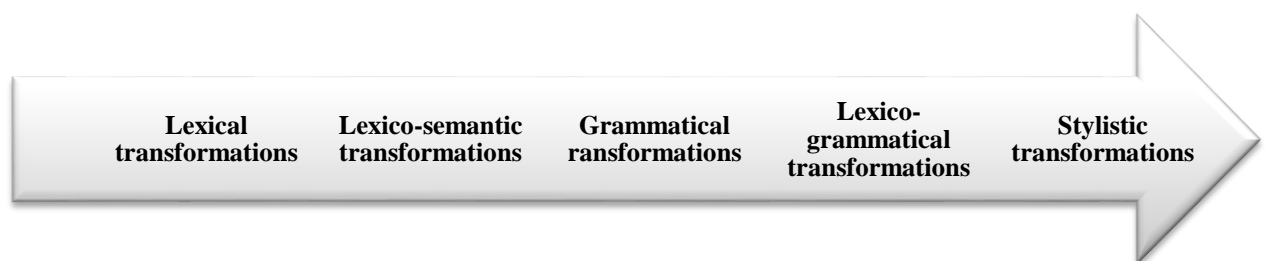 Lexical
transformations
Lexico-semantic
transformations
Grammatical
ransformations
Lexico-
grammatical
transformations
Stylistic
transformations